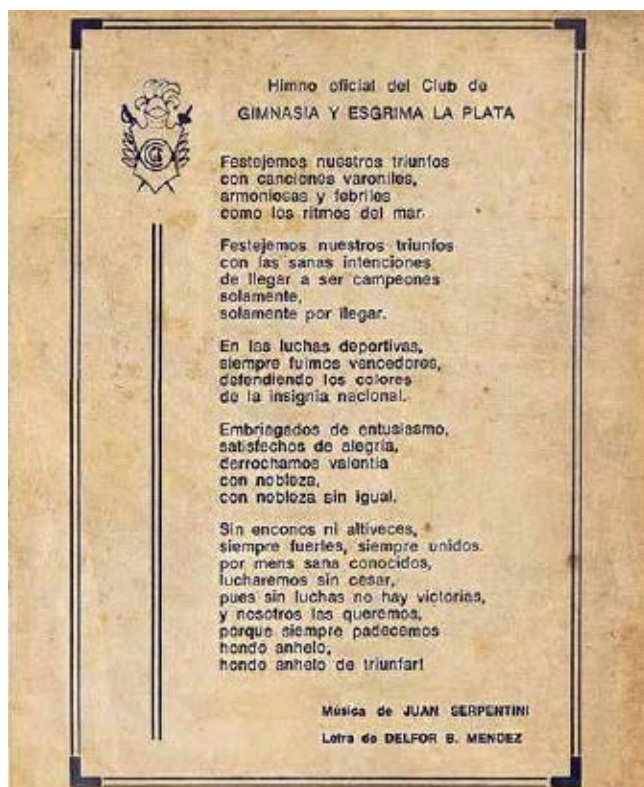 Himno oficial del Club de
GIMNASIA Y ESGRIMA LA PLATA
Festejemos nuestros triunfos
con canciones varoniles,
armoniosas y febriles
como los ritmos del mar.
Festejemos nuestros triunfos
con las sanas intenciones
de llegar a ser campeones
solamente,
solamente por llegar.
En las luchas deportivas,
siempre fuimos vencedores,
defendiendo los colores
de la insignia nacional.
Embriagados de entusiasmo,
satisfechos de alegría,
derrochamos valentía
con nobleza,
con nobleza sin igual.
Sin enconos ni altiveces,
siempre fuertes, siempre unidos.
por mens sana conocidos,
lucharemos sin cesar,
pues sin luchas no hay victorias,
y nosotros las queremos,
porque siempre padecemos
hondo anhelo,
hondo anhelo de triunfar!
Música de JUAN SERPENTINI
Letra de DELFOR B. MENDEZ